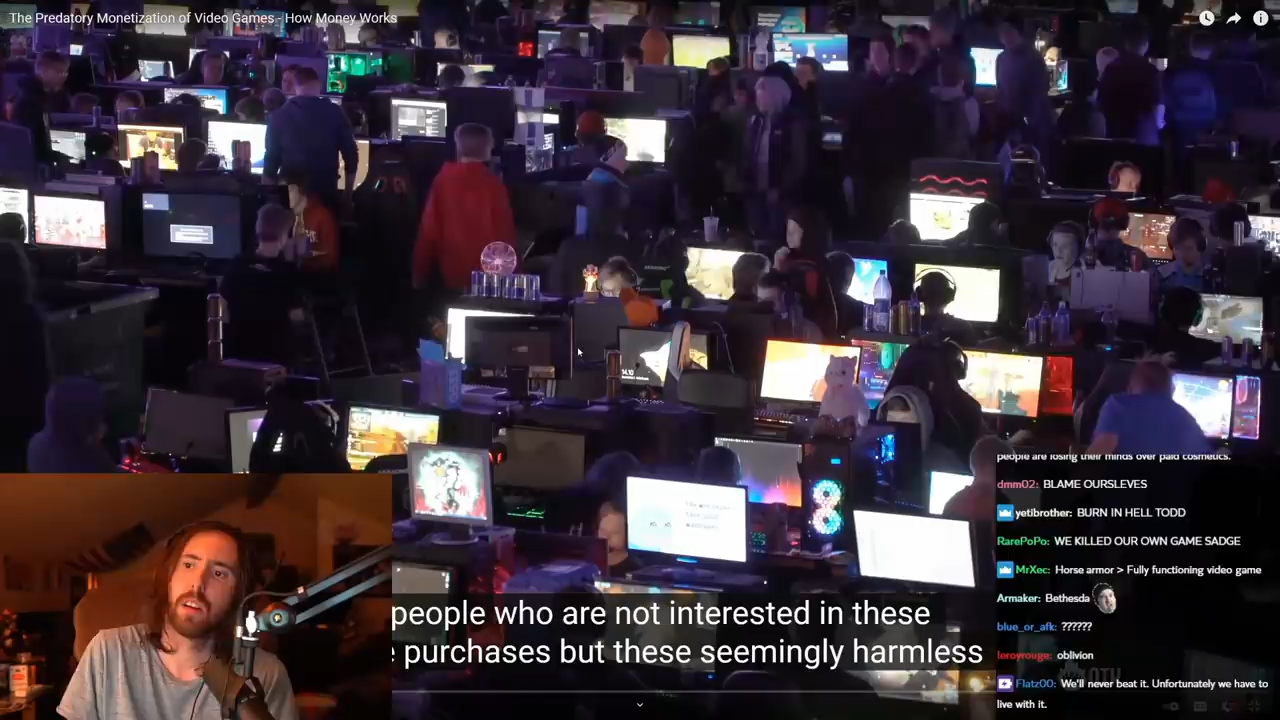 The Predatory Monetization of Video Games - How Money Works
people are losing their minds over paid cosmetics.
dmm02: BLAME OURSLEVES
yetibrother: BURN IN HELL TODD
RarePoPo: WE KILLED OUR OWN GAME SADGE
MrXec: Horse armor > Fully functioning video game
Armaker: Bethesda
blue_or_afk: ??????
leroyrouge: oblivion
Flatz00: We'll never beat it. Unfortunately we have to
live with it.
people who are not interested in these
purchases but these seemingly harmless